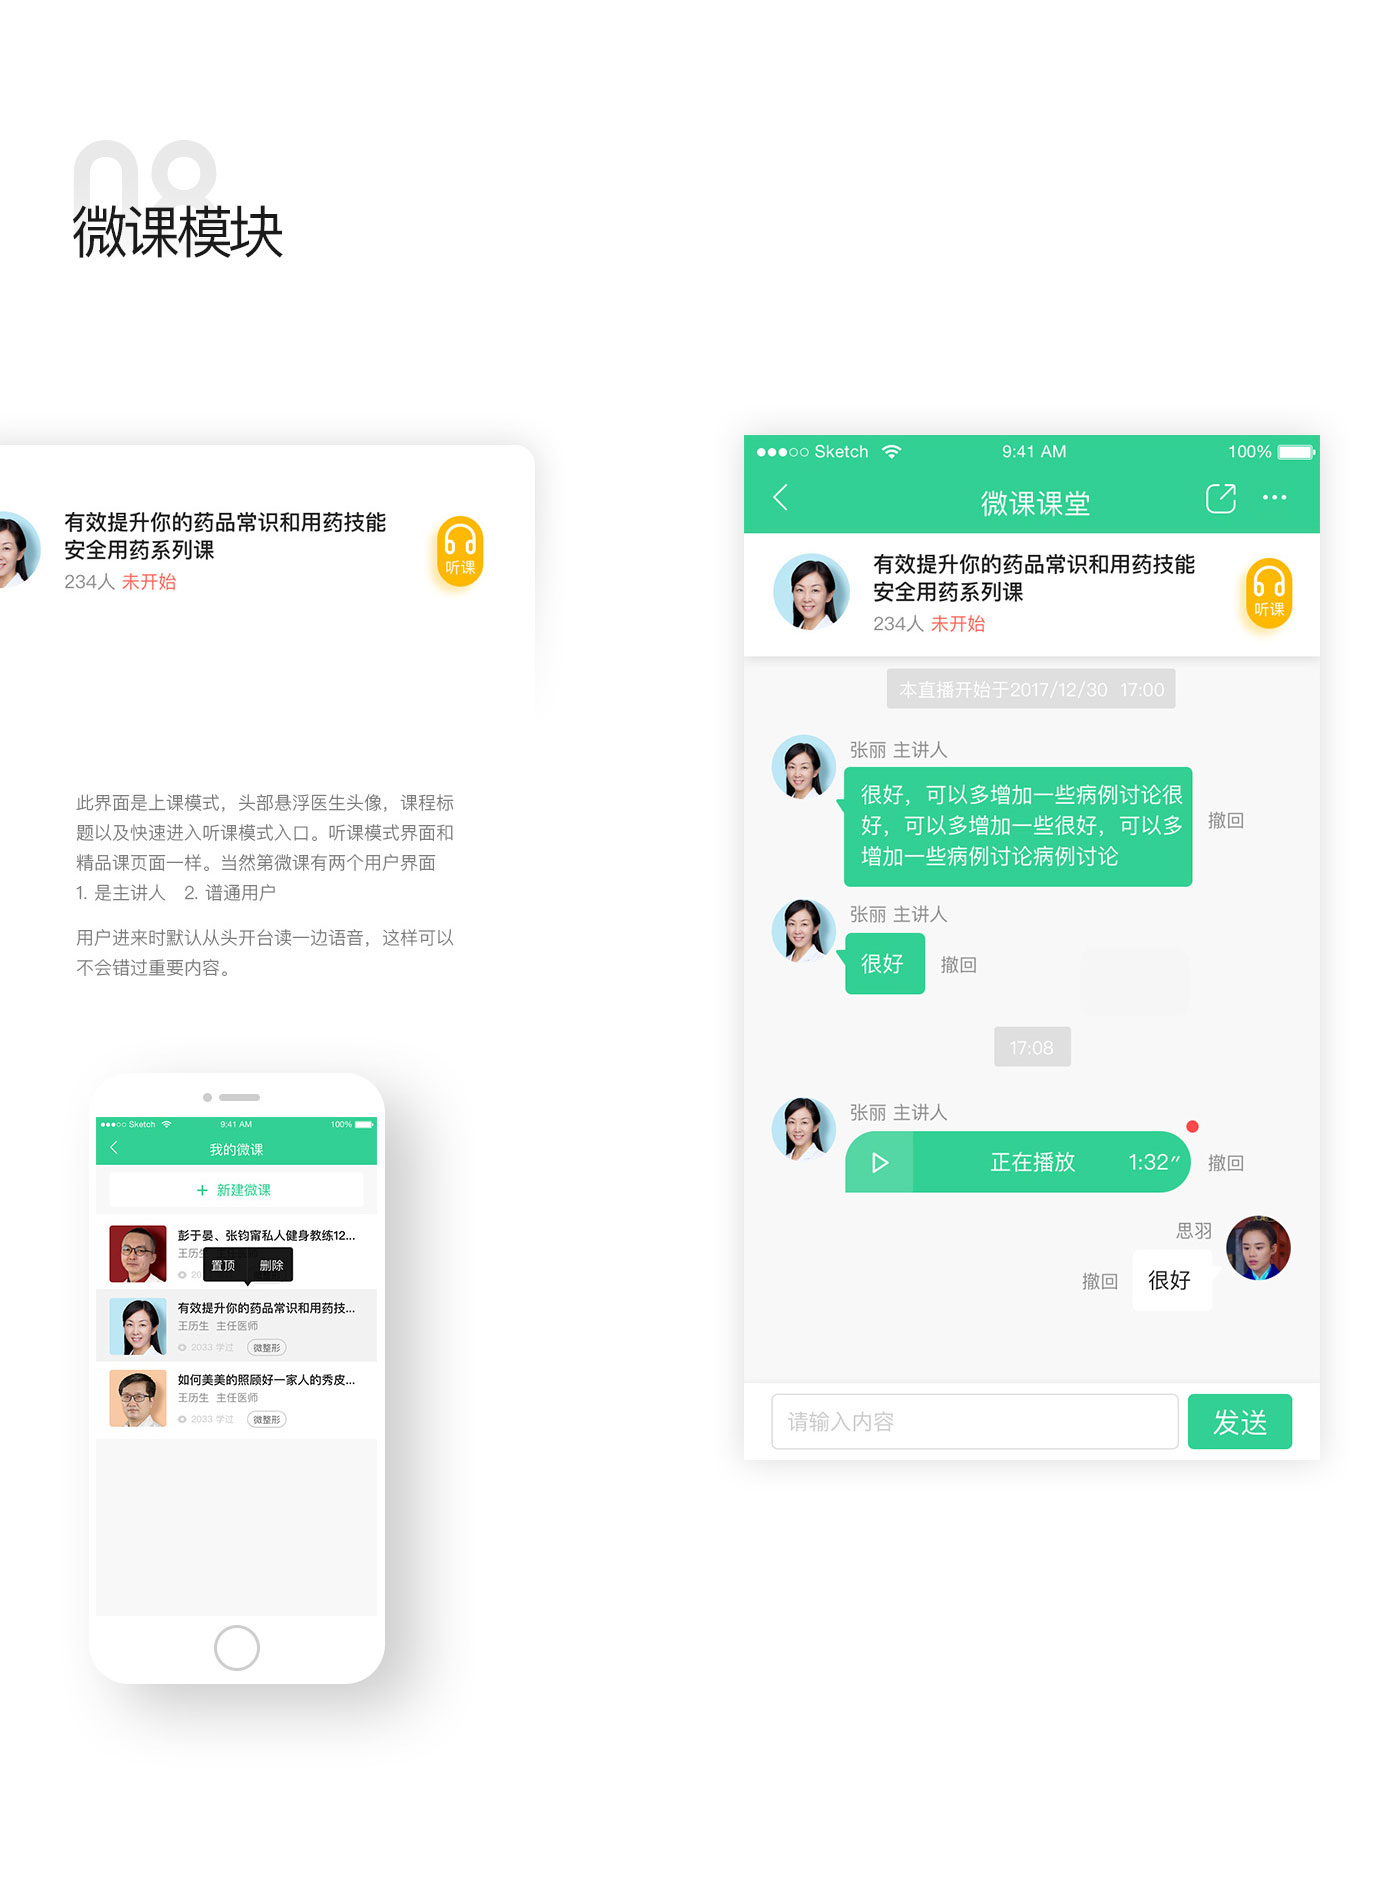 08
微课模块
有效提升你的药品常识和用药技能
安全用药系列课
234人 未开始
听课
此界面是上课模式，头部悬浮医生头像，课程标
题以及快速进入听课模式入口。听课模式界面和
精品课页面一样。当然第微课有两个用户界面
1. 是主讲人 2. 谱通用户
用户进来时默认从头开台读一边语音，这样可以
不会错过重要内容。
Sketch 9:41 AM 100%
我的微课
+ 新建微课
彭于晏、张钧甯私人健身教练12...
王历生 主任医师
置顶 删除
20
有效提升你的药品常识和用药技...
王历生 主任医师
2033 学过 微整形
如何美美的照顾好一家人的秀皮...
王历生 主任医师
2033 学过 微整形
Sketch 9:41 AM 100%
微课课堂
有效提升你的药品常识和用药技能
安全用药系列课
234人 未开始
听课
本直播开始于2017/12/30 17:00
张丽 主讲人
很好，可以多增加一些病例讨论很
好，可以多增加一些很好，可以多
增加一些病例讨论病例讨论
撤回
张丽 主讲人
很好 撤回
17:08
张丽 主讲人
正在播放 1:32″ 撤回
思羽
撤回 很好
请输入内容 发送